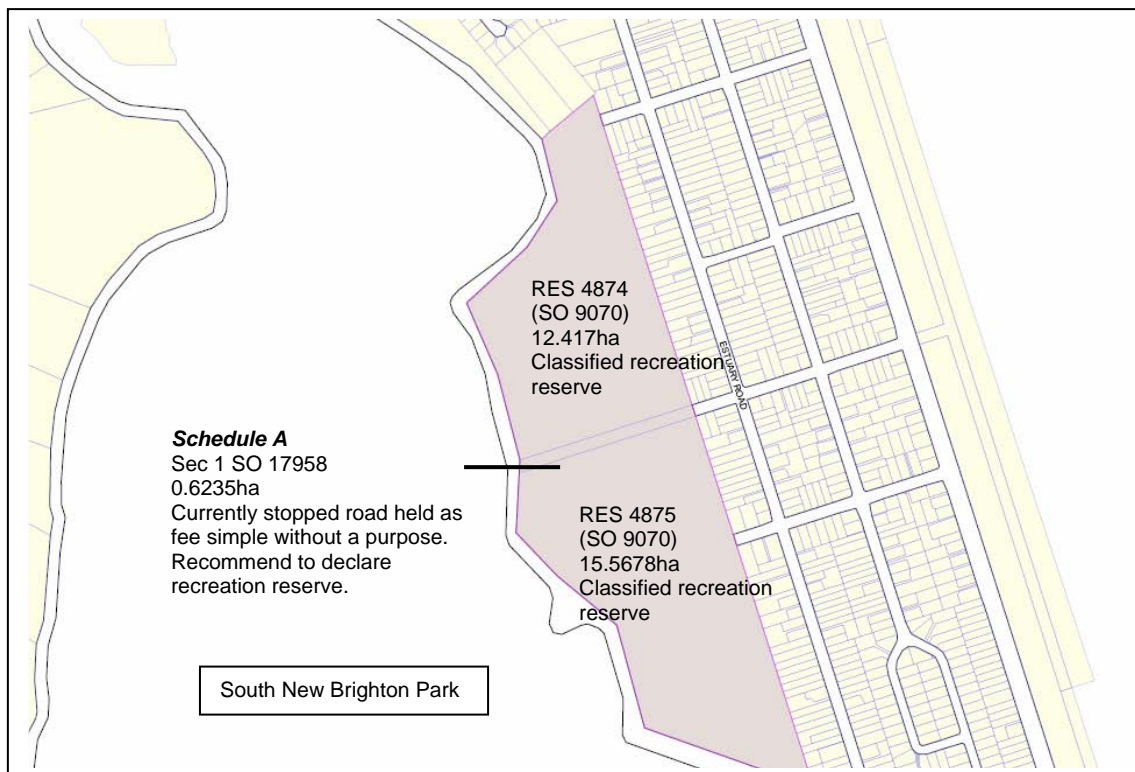 RES 4874
(SO 9070)
12.417ha
Classified recreation
reserve
ESTUARY ROAD
Schedule A
Sec 1 SO 17958
0.6235ha
Currently stopped road held as
fee simple without a purpose.
Recommend to declare
recreation reserve.
RES 4875
(SO 9070)
15.5678ha
Classified recreation
reserve
South New Brighton Park